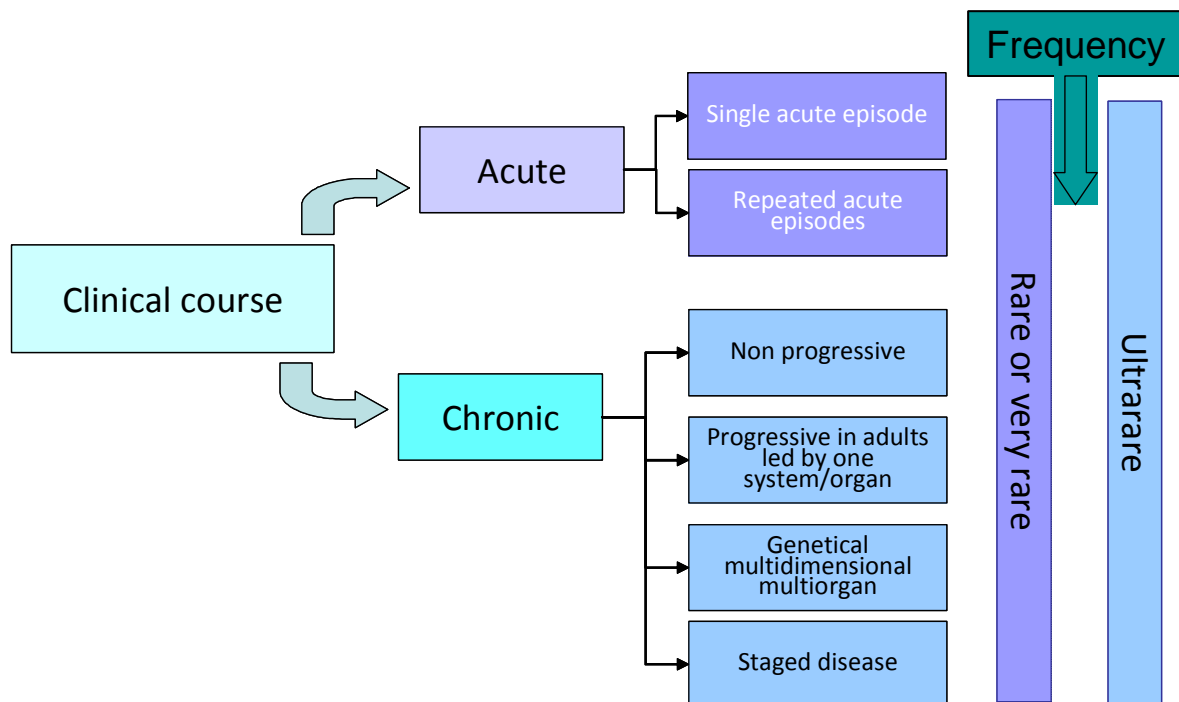 Frequency
Single acute episode
Acute
Repeated acute
episodes
Clinical course
Rare or very rare
Ultrarare
Non progressive
Chronic
Progressive in adults
led by one
system/organ
Genetical
multidimensional
multiorgan
Staged disease